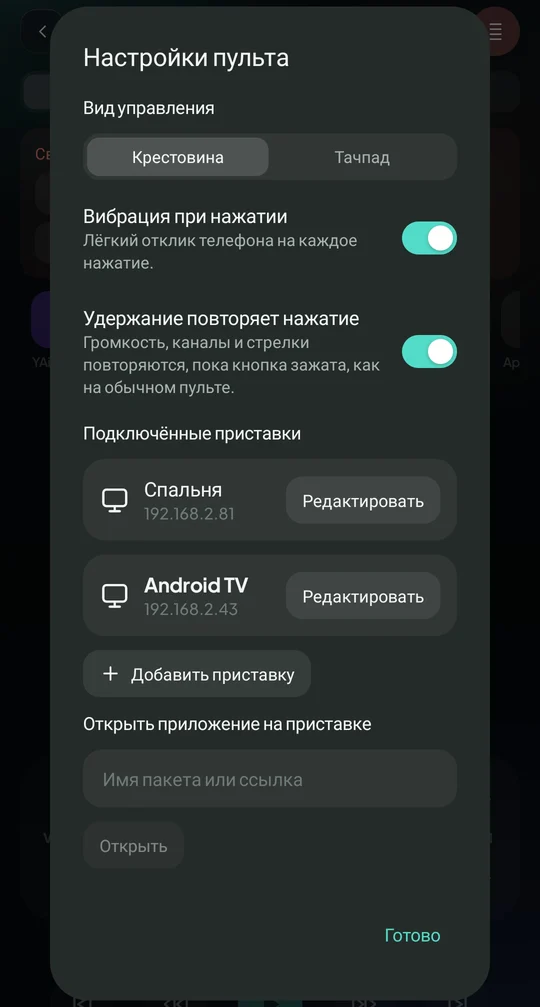 Настройки пульта
Вид управления
Крестовина
Тачпад
Вибрация при нажатии
Лёгкий отклик телефона на каждое
нажатие.
Удержание повторяет нажатие
Громкость, каналы и стрелки
повторяются, пока кнопка зажата, как
на обычном пульте.
Подключённые приставки
Спальня
192.168.2.81
Редактировать
Android TV
192.168.2.43
Редактировать
+ Добавить приставку
Открыть приложение на приставке
Имя пакета или ссылка
Открыть
Готово